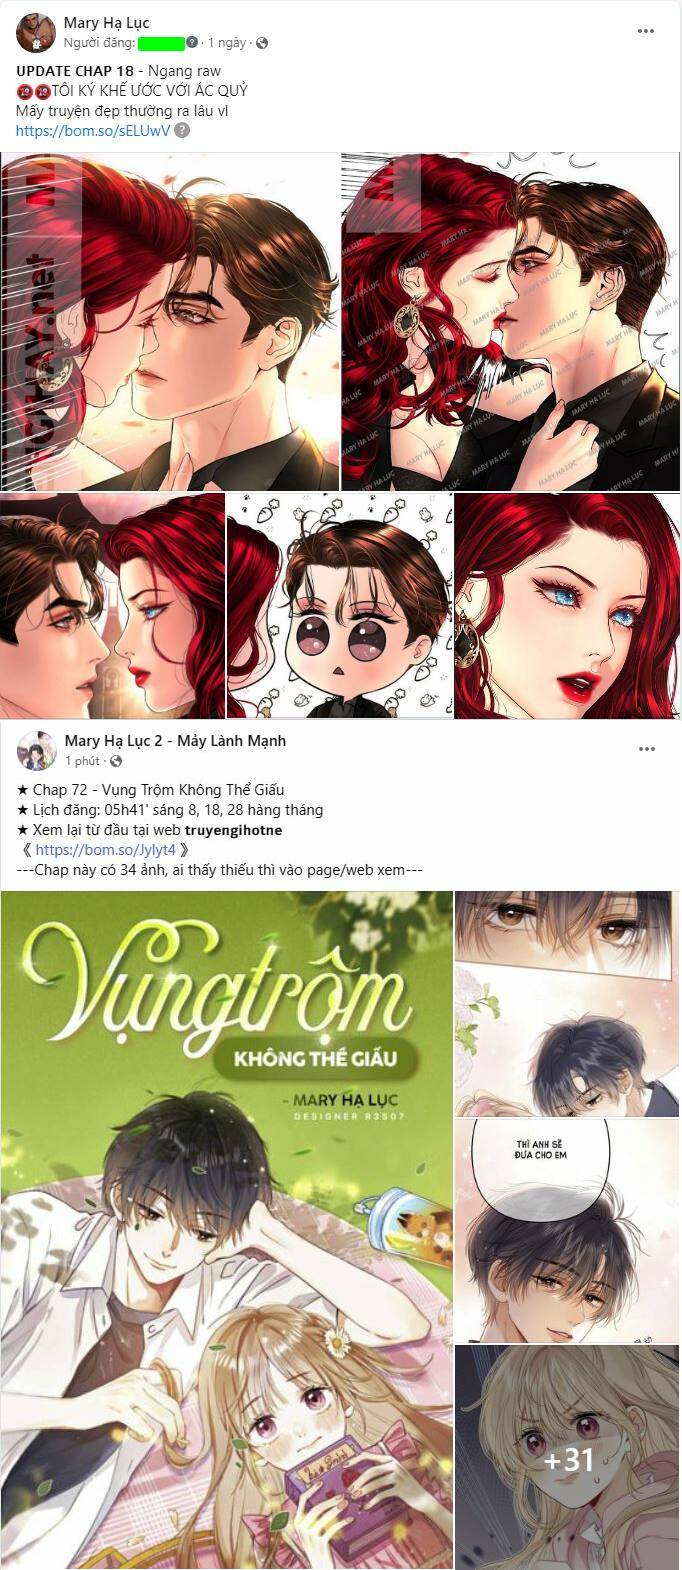 Mary Hạ Lục
Người đăng: · 1 ngày ·
UPDATE CHAP 18 - Ngang raw
🔞🔞TÔI KÝ KHẾ ƯỚC VỚI ÁC QUỶ
Mấy truyện đẹp thường ra lâu vl
https://bom.so/sELUwV
MARY HẠ LỤC
Mary Hạ Lục 2 - Mảy Lành Mạnh
1 phút ·
★ Chap 72 - Vụng Trộm Không Thể Giấu
★ Lịch đăng: 05h41' sáng 8, 18, 28 hàng tháng
★ Xem lại từ đầu tại web truyengihotne
《 https://bom.so/Jylyt4 》
---Chap này có 34 ảnh, ai thấy thiếu thì vào page/web xem---
Vụng trộm
KHÔNG THỂ GIẤU
- MARY HẠ LỤC
DESIGNER R3507
THÌ ANH SẼ
ĐƯA CHO EM
+31